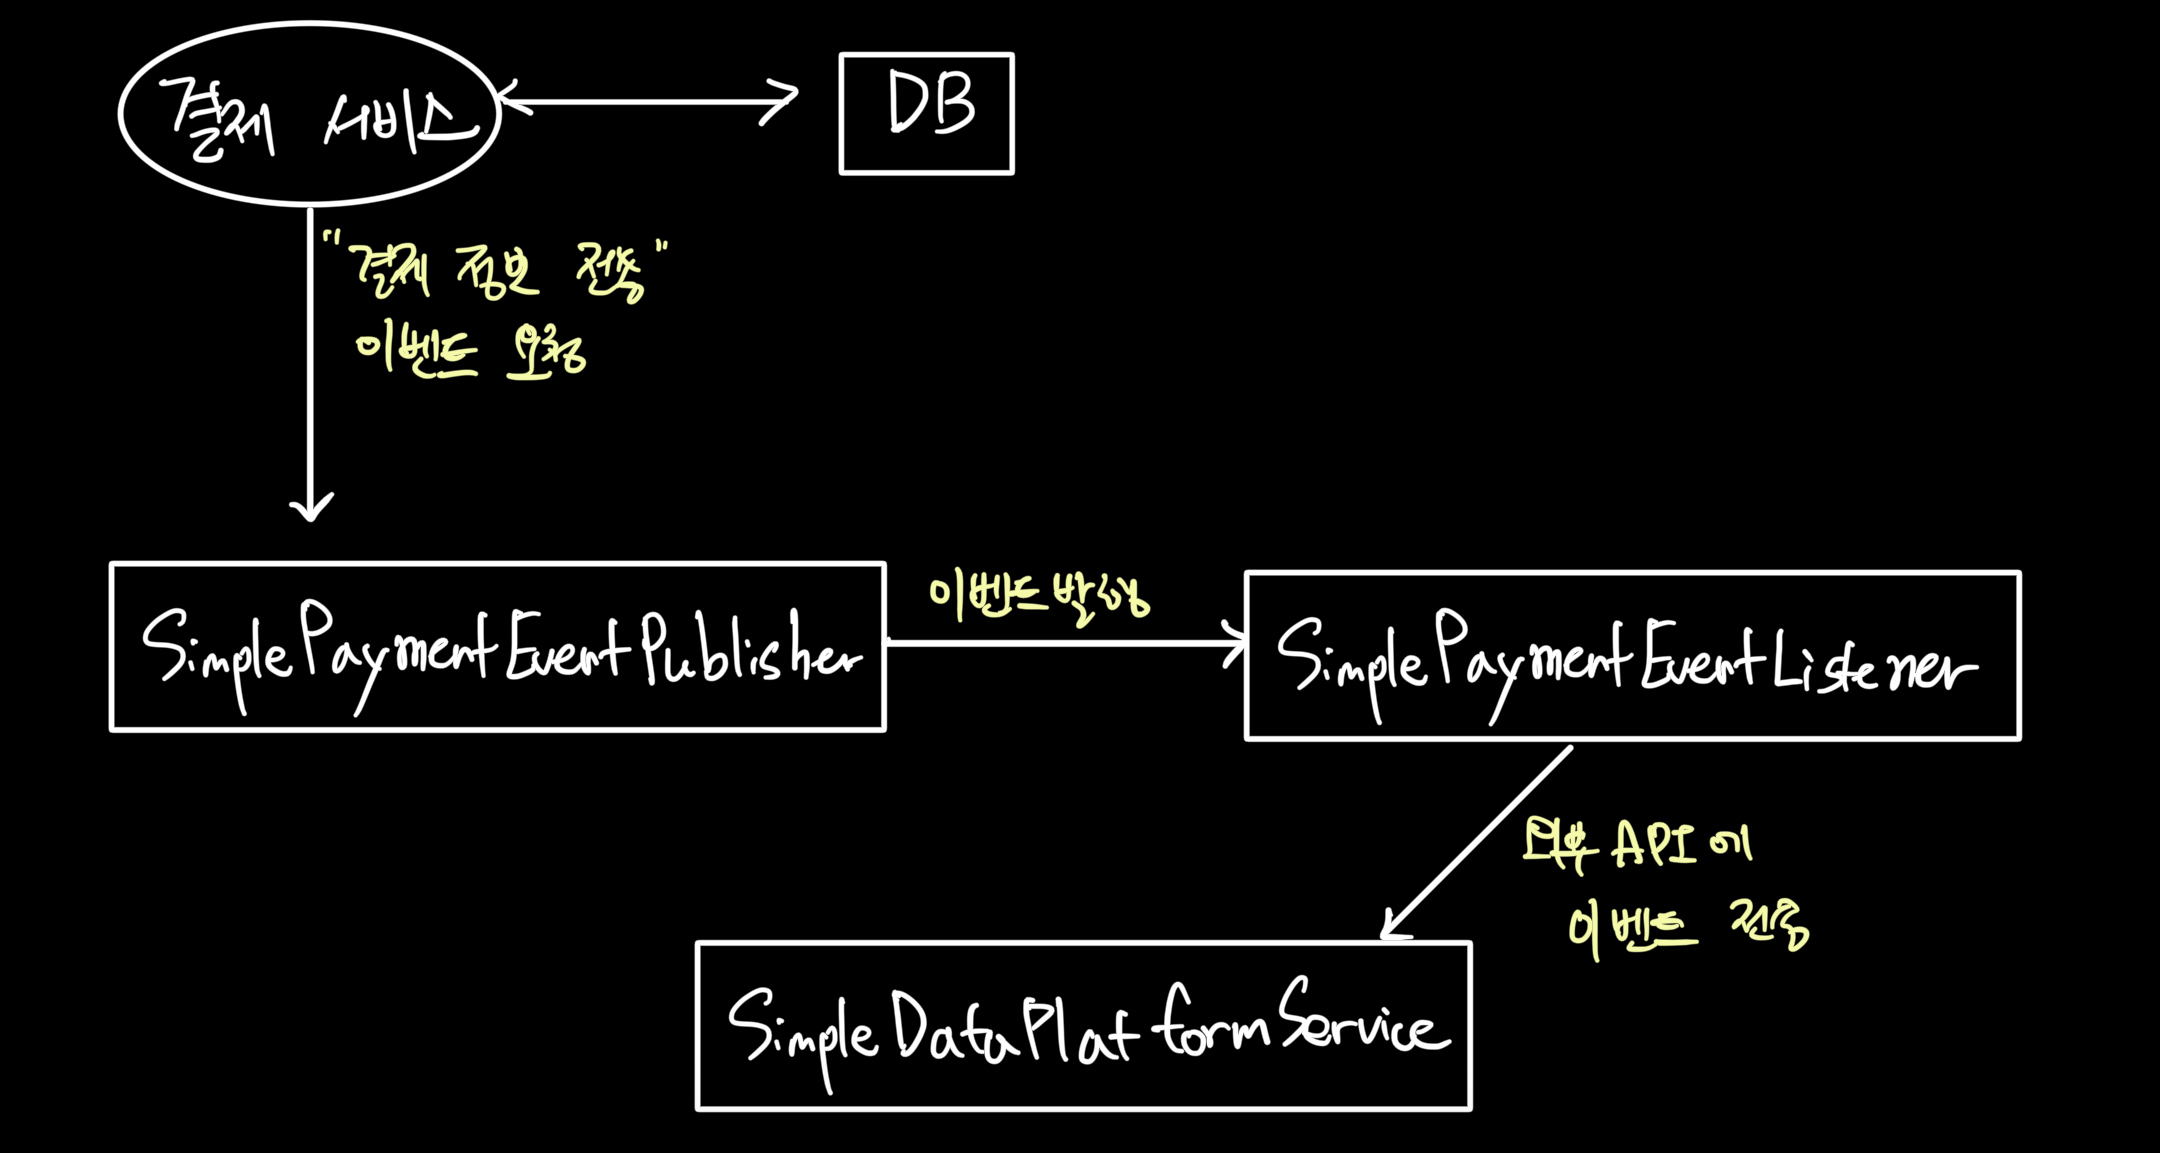 결제 서비스
DB
"결제 정보 전송"
이벤트 요청
이벤트 발행
SimplePaymentEventPublisher
SimplePaymentEventListener
외부 API에
이벤트 전송
SimpleDataPlatformService